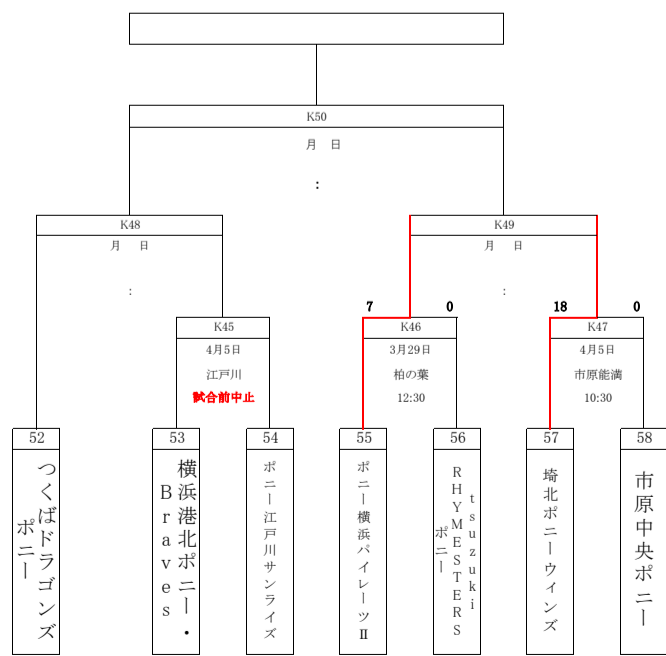 K50
月 日
:
K48
月 日
:
K49
月 日
:
7 0
18 0
K45
4月5日
江戸川
試合前中止
K46
3月29日
柏の葉
12:30
K47
4月5日
市原能満
10:30
52
つくばドラゴンズ
ポニー
53
横浜港北ポニー・
Braves
54
ポニー江戸川サンライズ
55
ポニー横浜パイレーツⅡ
56
tsuzuki
RHYMESTERS
ポニー
57
埼北ポニーウィンズ
58
市原中央ポニー